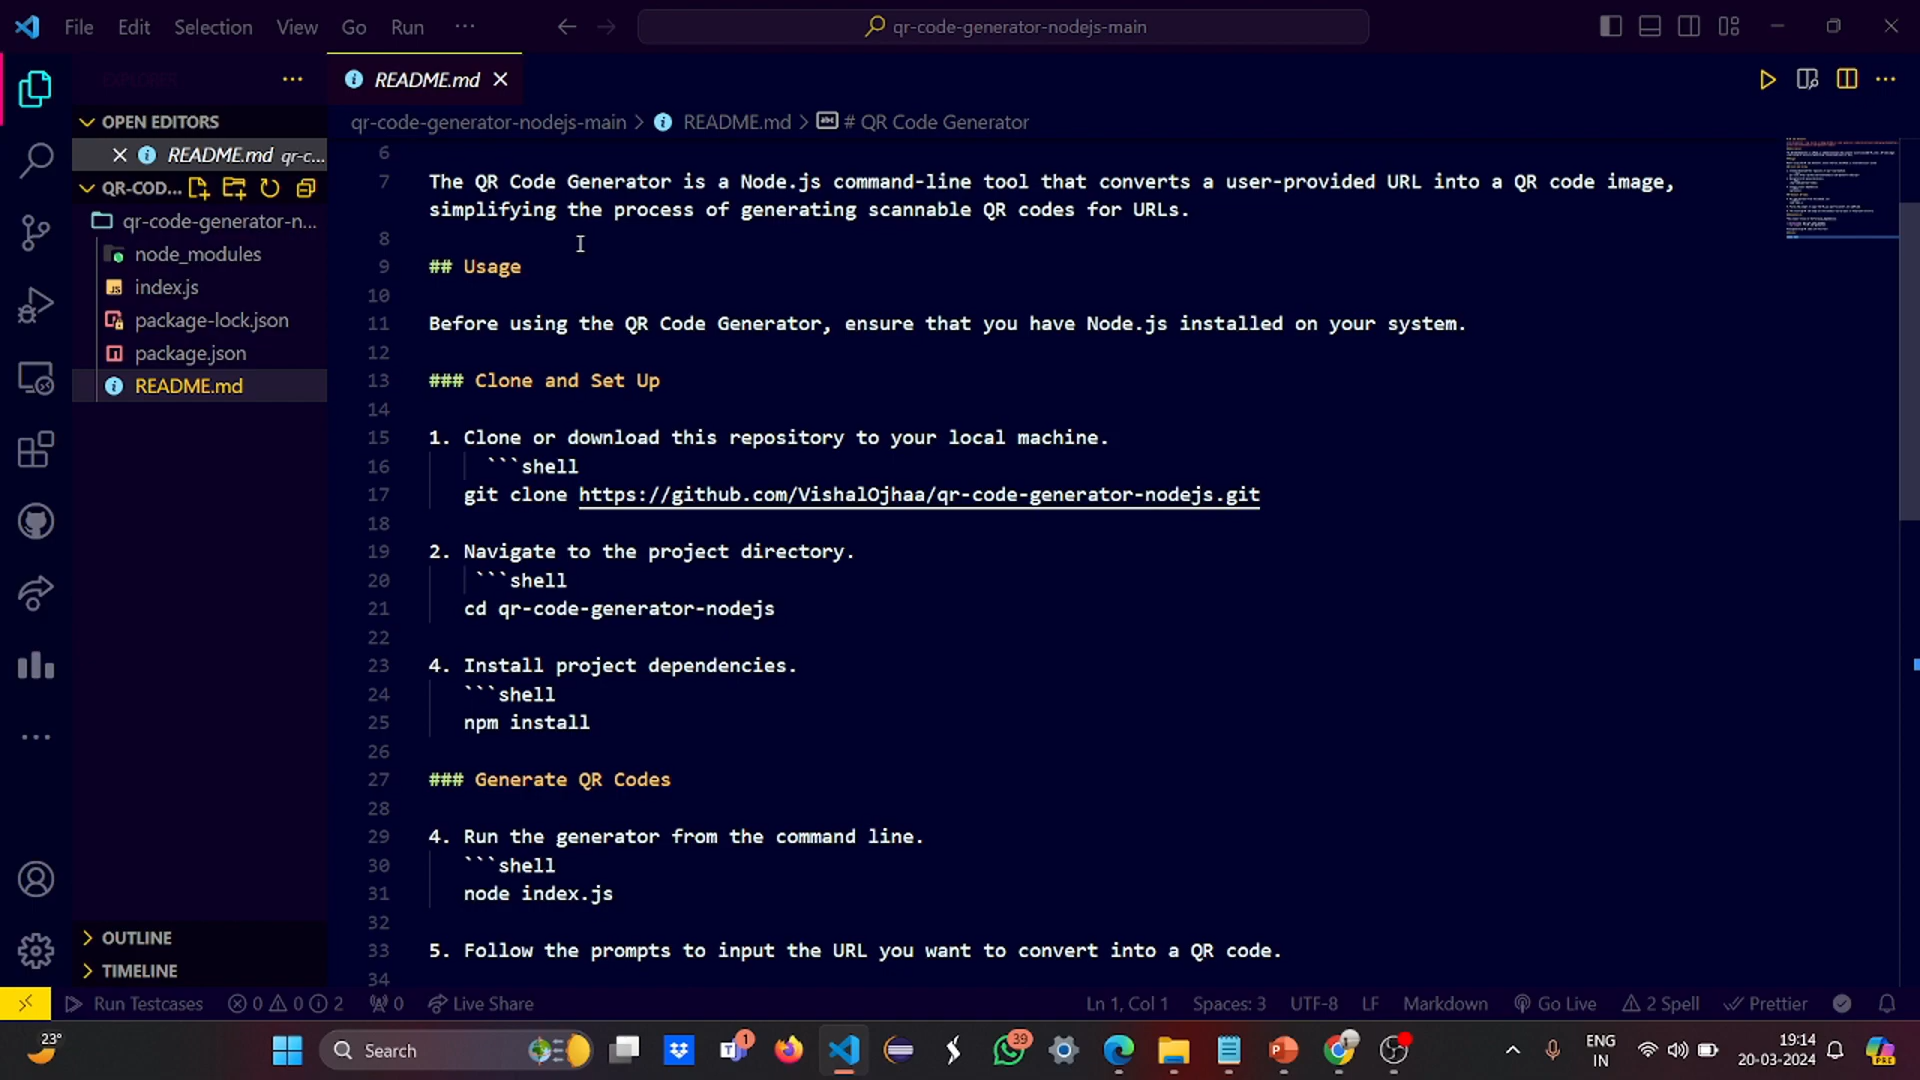 File Edit Selection View Go Run ··· qr-code-generator-nodejs-main
EXPLORER ···
OPEN EDITORS
README.md qr-c...
QR-COD...
qr-code-generator-n...
node_modules
index.js
package-lock.json
package.json
README.md
OUTLINE
TIMELINE
README.md
qr-code-generator-nodejs-main > README.md > # QR Code Generator
6
7 The QR Code Generator is a Node.js command-line tool that converts a user-provided URL into a QR code image,
simplifying the process of generating scannable QR codes for URLs.
8
9 ## Usage
10
11 Before using the QR Code Generator, ensure that you have Node.js installed on your system.
12
13 ### Clone and Set Up
14
15 1. Clone or download this repository to your local machine.
16 ```shell
17 git clone https://github.com/VishalOjhaa/qr-code-generator-nodejs.git
18
19 2. Navigate to the project directory.
20 ```shell
21 cd qr-code-generator-nodejs
22
23 4. Install project dependencies.
24 ```shell
25 npm install
26
27 ### Generate QR Codes
28
29 4. Run the generator from the command line.
30 ```shell
31 node index.js
32
33 5. Follow the prompts to input the URL you want to convert into a QR code.
34
Run Testcases 0 0 2 0 Live Share Ln 1, Col 1 Spaces: 3 UTF-8 LF Markdown Go Live 2 Spell Prettier
23° Search 1 39 ENG 19:14
IN 20-03-2024 PRE